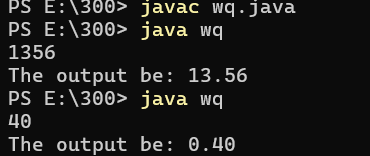 PS E:\300> javac wq.java
PS E:\300> java wq
1356
The output be: 13.56
PS E:\300> java wq
40
The output be: 0.40